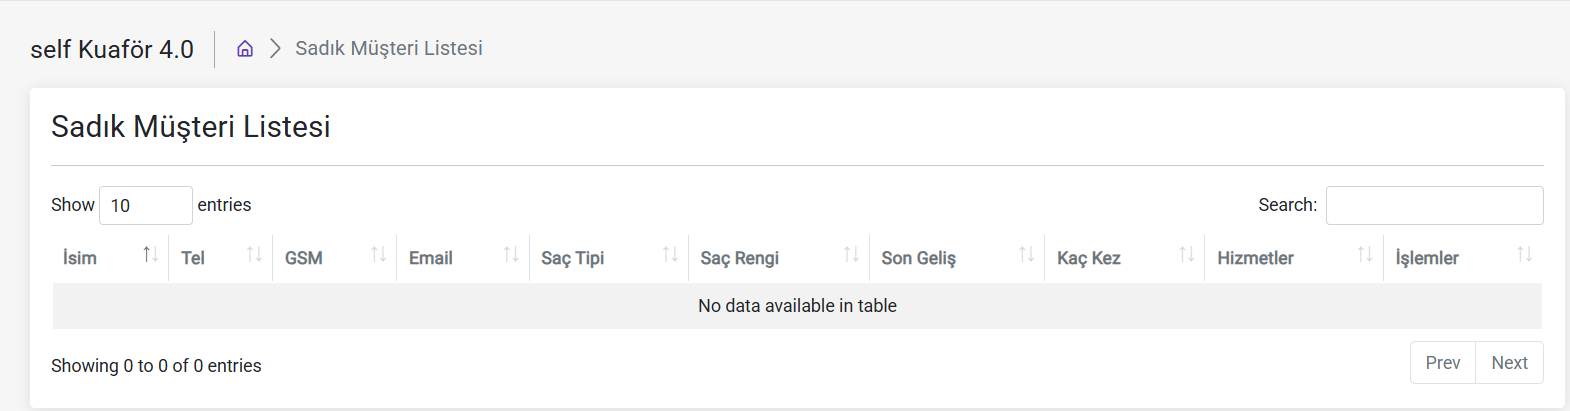 self Kuaför 4.0 Sadık Müşteri Listesi
Sadık Müşteri Listesi
Show 10 entries Search:
İsim Tel GSM Email Saç Tipi Saç Rengi Son Geliş Kaç Kez Hizmetler İşlemler
No data available in table
Showing 0 to 0 of 0 entries Prev Next